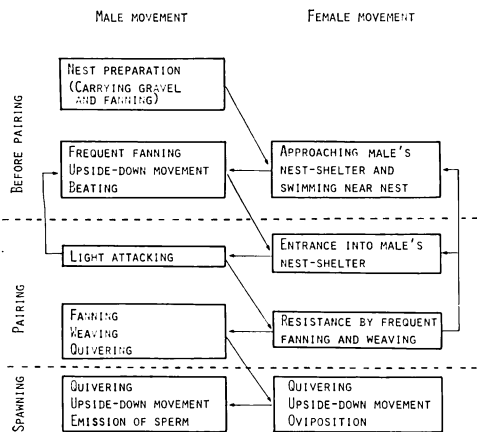 MALE MOVEMENT
FEMALE MOVEMENT
BEFORE PAIRING
NEST PREPARATION
(CARRYING GRAVEL
AND FANNING)
FREQUENT FANNING
UPSIDE-DOWN MOVEMENT
BEATING
APPROACHING MALE'S
NEST-SHELTER AND
SWIMMING NEAR NEST
PAIRING
LIGHT ATTACKING
ENTRANCE INTO MALE'S
NEST-SHELTER
FANNING
WEAVING
QUIVERING
RESISTANCE BY FREQUENT
FANNING AND WEAVING
SPAWNING
QUIVERING
UPSIDE-DOWN MOVEMENT
EMISSION OF SPERM
QUIVERING
UPSIDE-DOWN MOVEMENT
OVIPOSITION